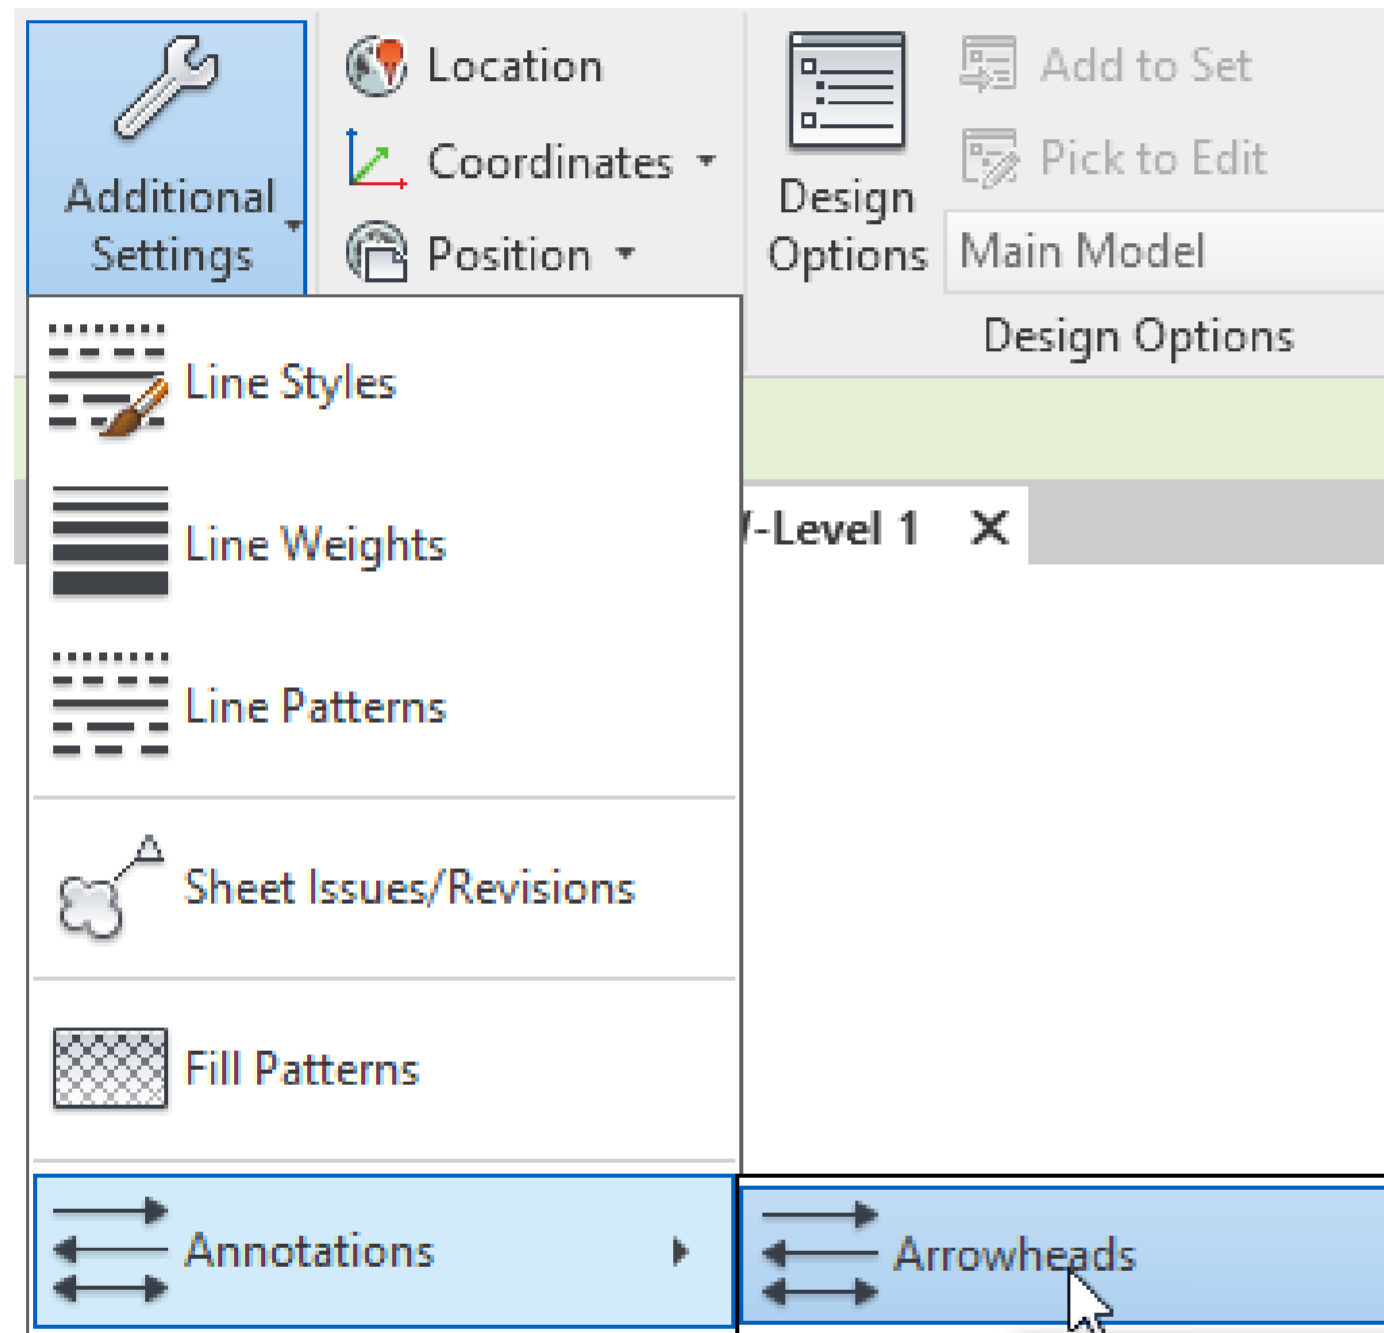 Additional
Settings
Location
Coordinates
Position
Design
Options
Add to Set
Pick to Edit
Main Model
Design Options
-Level 1
Line Styles
Line Weights
Line Patterns
Sheet Issues/Revisions
Fill Patterns
Annotations
Arrowheads